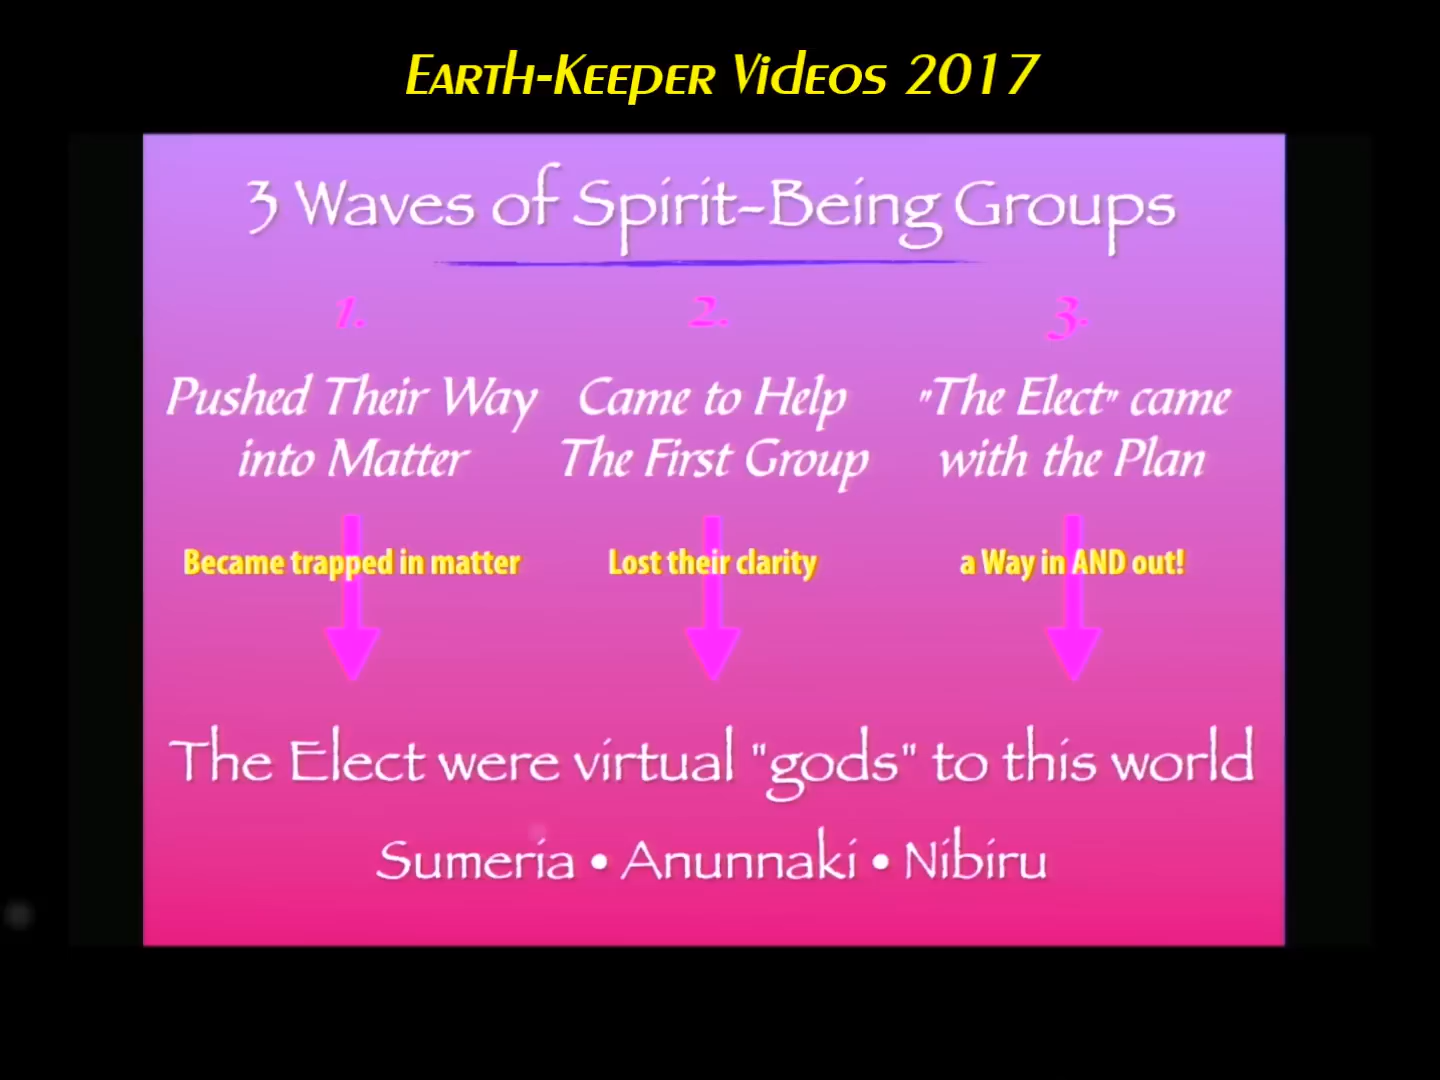 EARTH-KEEPER VIDEOS 2017
3 Waves of Spirit-Being Groups
1.
2.
3.
Pushed Their Way
into Matter
Came to Help
The First Group
"The Elect" came
with the Plan
Became trapped in matter
Lost their clarity
a Way in AND out!
The Elect were virtual "gods" to this world
Sumeria • Anunnaki • Nibiru